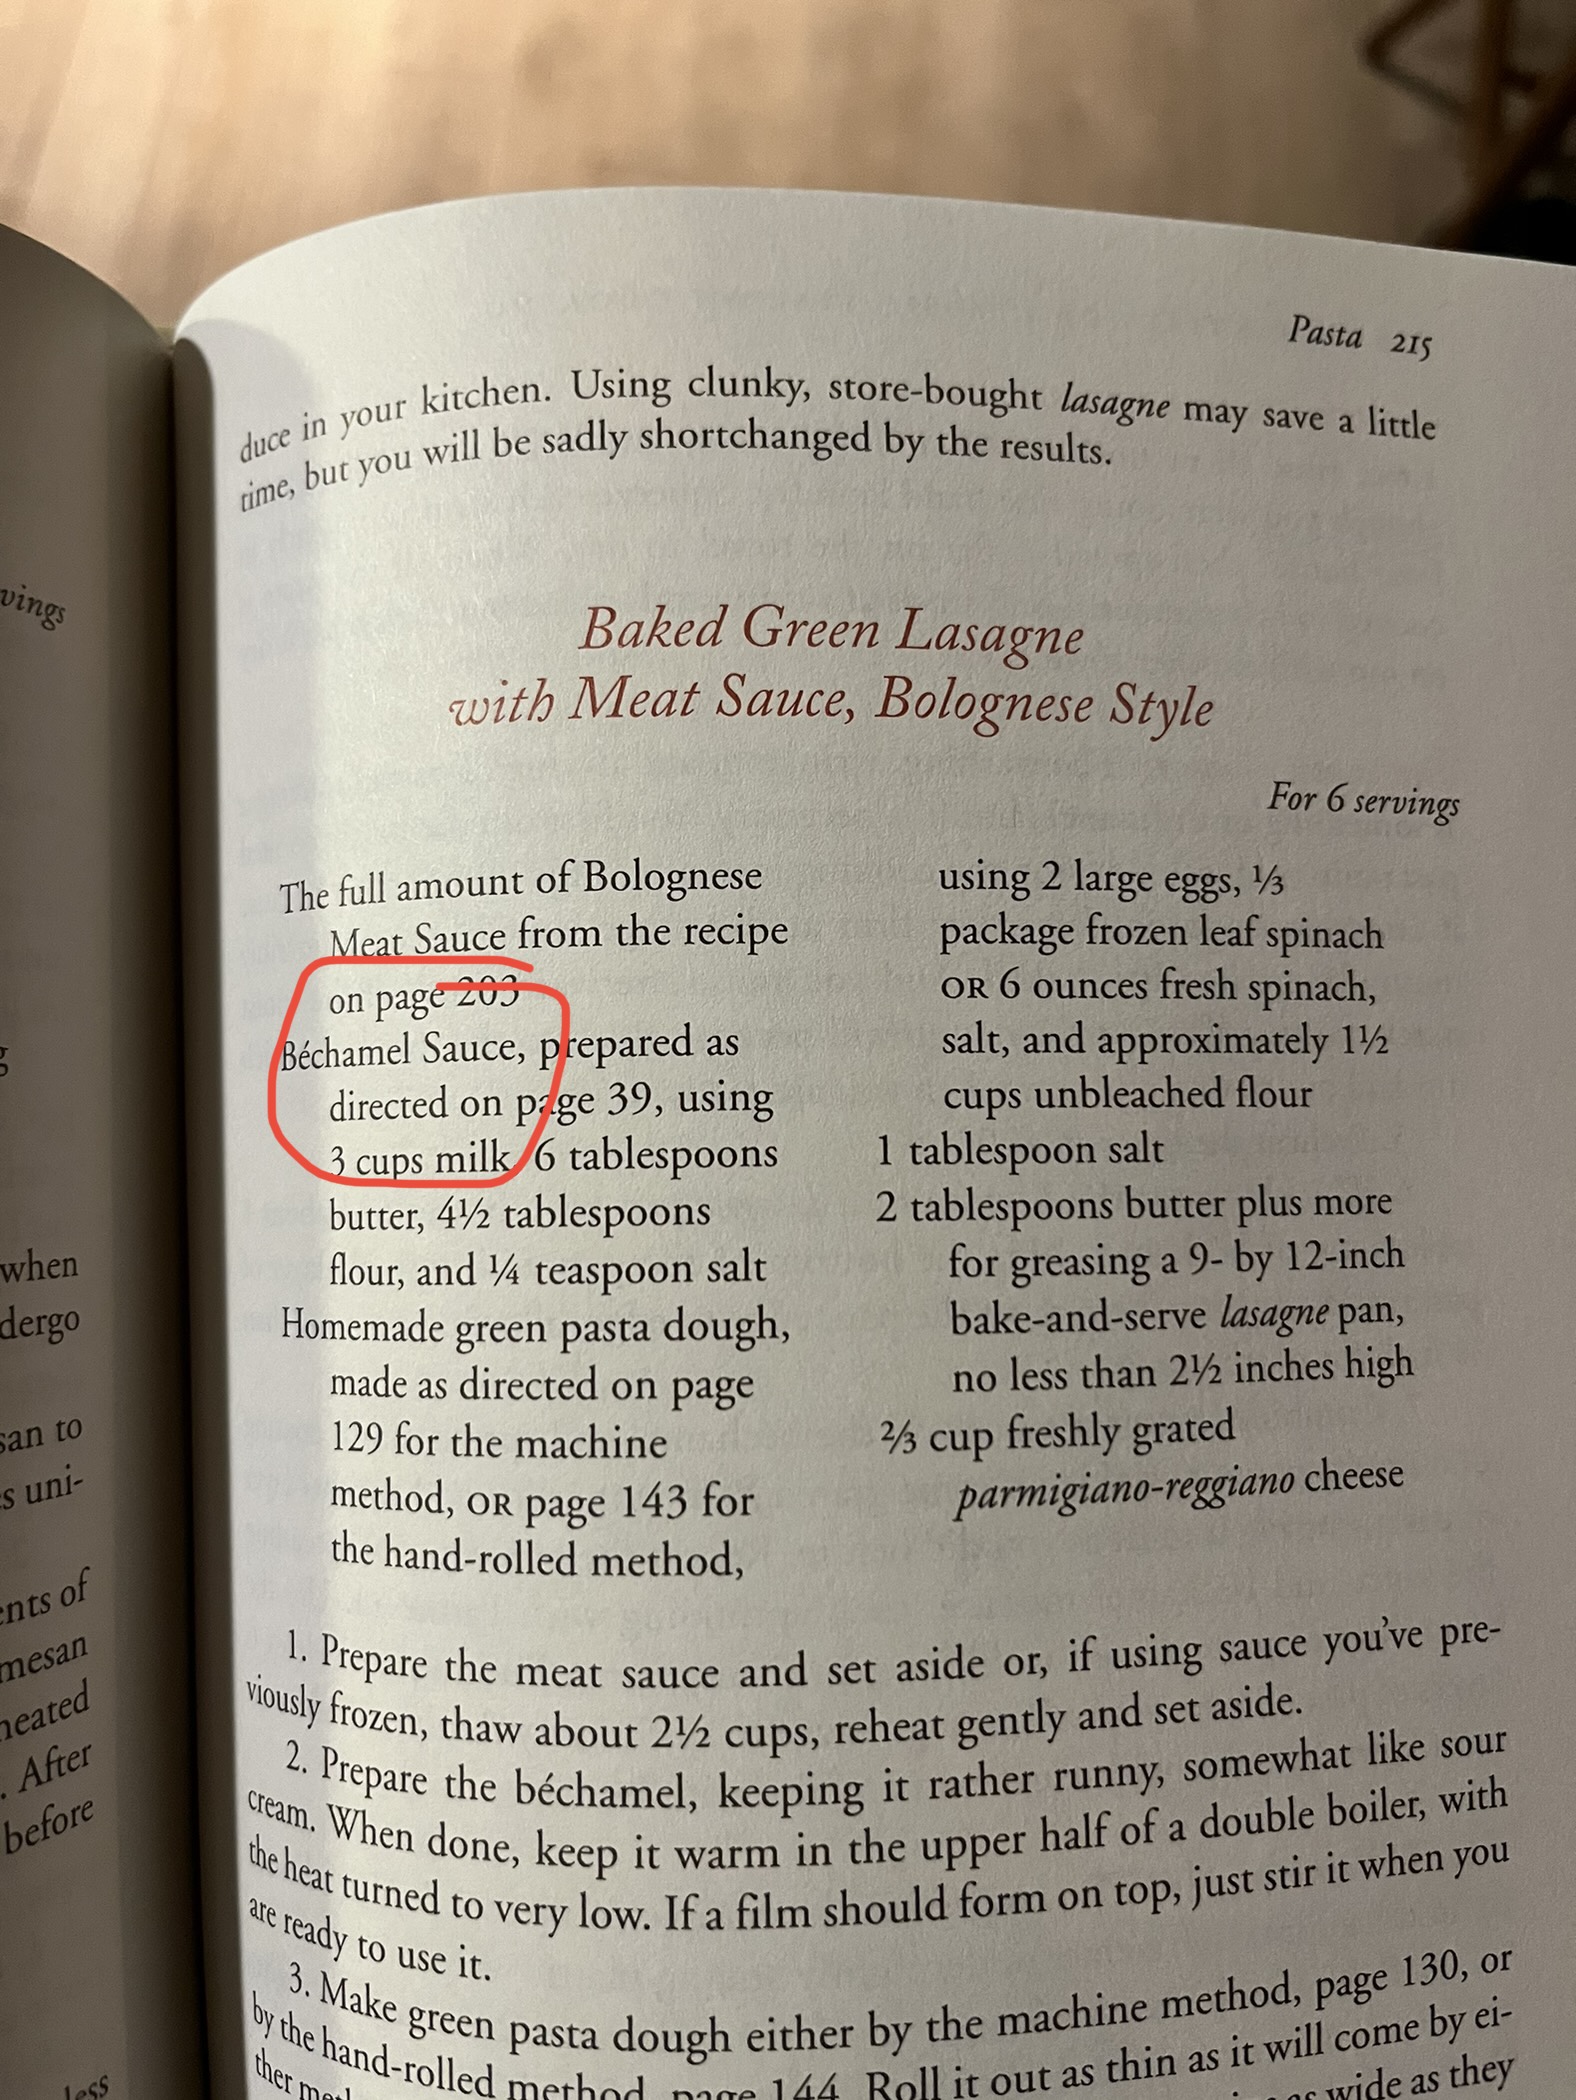 vings
when
dergo
san to
s uni-
ents of
mesan
heated
. After
before
less
Pasta 215
duce in your kitchen. Using clunky, store-bought lasagne may save a little
time, but you will be sadly shortchanged by the results.
Baked Green Lasagne
with Meat Sauce, Bolognese Style
For 6 servings
The full amount of Bolognese
Meat Sauce from the recipe
on page 203
Béchamel Sauce, prepared as
directed on page 39, using
3 cups milk, 6 tablespoons
butter, 4½ tablespoons
flour, and ¼ teaspoon salt
Homemade green pasta dough,
made as directed on page
129 for the machine
method, OR page 143 for
the hand-rolled method,
using 2 large eggs, ⅓
package frozen leaf spinach
OR 6 ounces fresh spinach,
salt, and approximately 1½
cups unbleached flour
1 tablespoon salt
2 tablespoons butter plus more
for greasing a 9- by 12-inch
bake-and-serve lasagne pan,
no less than 2½ inches high
⅔ cup freshly grated
parmigiano-reggiano cheese
1. Prepare the meat sauce and set aside or, if using sauce you've pre-
viously frozen, thaw about 2½ cups, reheat gently and set aside.
2. Prepare the béchamel, keeping it rather runny, somewhat like sour
cream. When done, keep it warm in the upper half of a double boiler, with
the heat turned to very low. If a film should form on top, just stir it when you
are ready to use it.
3. Make green pasta dough either by the machine method, page 130, or
by the hand-rolled method, page 144. Roll it out as thin as it will come by ei-
ther as wide as they